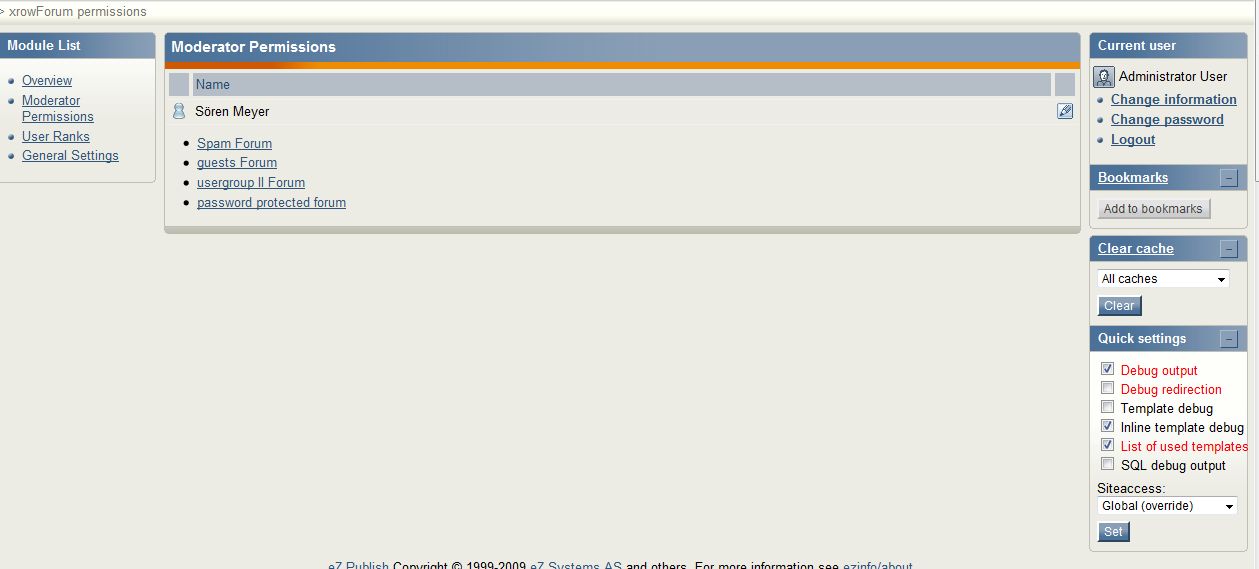 > xrowForum permissions
Module List
Overview
Moderator
Permissions
User Ranks
General Settings
Moderator Permissions
Name
Sören Meyer
Spam Forum
guests Forum
usergroup II Forum
password protected forum
Current user
Administrator User
Change information
Change password
Logout
Bookmarks
Add to bookmarks
Clear cache
All caches
Clear
Quick settings
Debug output
Debug redirection
Template debug
Inline template debug
List of used templates
SQL debug output
Siteaccess:
Global (override)
Set
eZ Publish Copyright © 1999-2009 eZ Systems AS and others. For more information see ezinfo/about